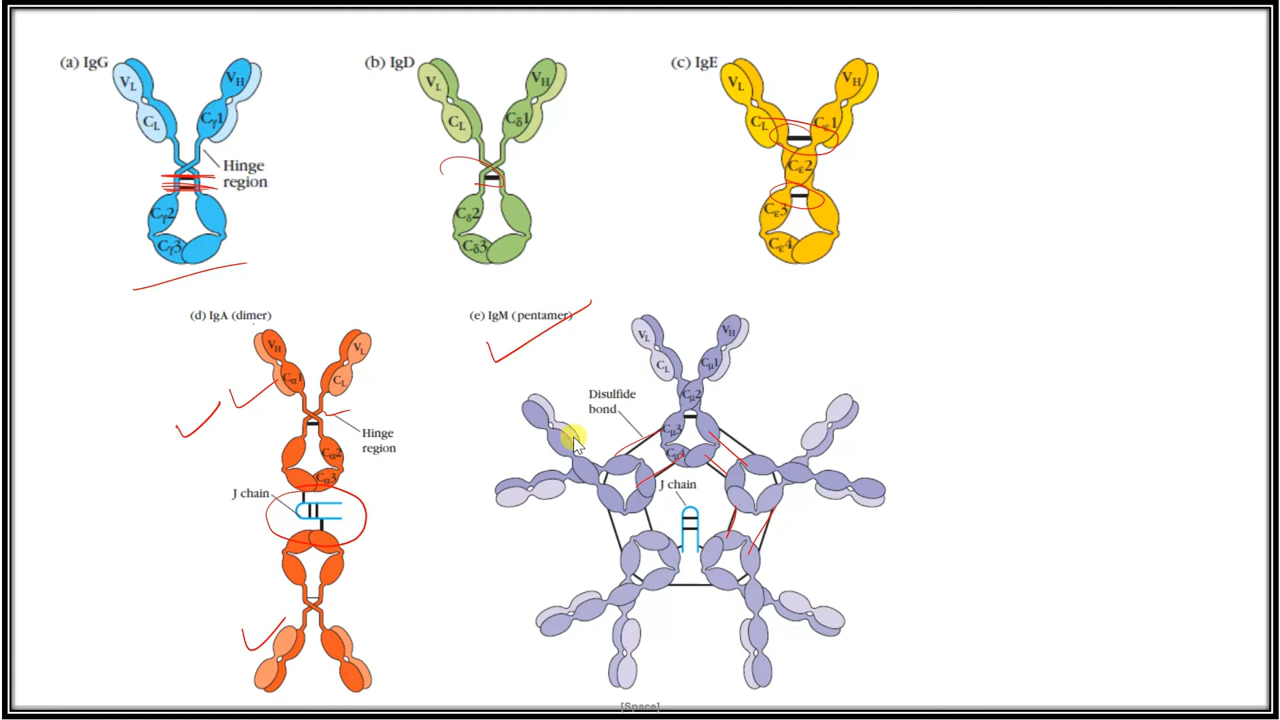 (a) IgG
VL
VH
CL
Cγ1
Hinge
region
Cγ2
Cγ3
(b) IgD
VL
VH
CL
Cδ1
Cδ2
Cδ3
(c) IgE
VL
VH
CL
Cε1
Cε2
Cε3
Cε4
(d) IgA (dimer)
VH
VL
Cα1
CL
Hinge
region
Cα2
Cα3
J chain
(e) IgM (pentamer)
VL
VH
CL
Cμ1
Disulfide
bond
Cμ2
Cμ3
Cμ4
J chain
[Space]